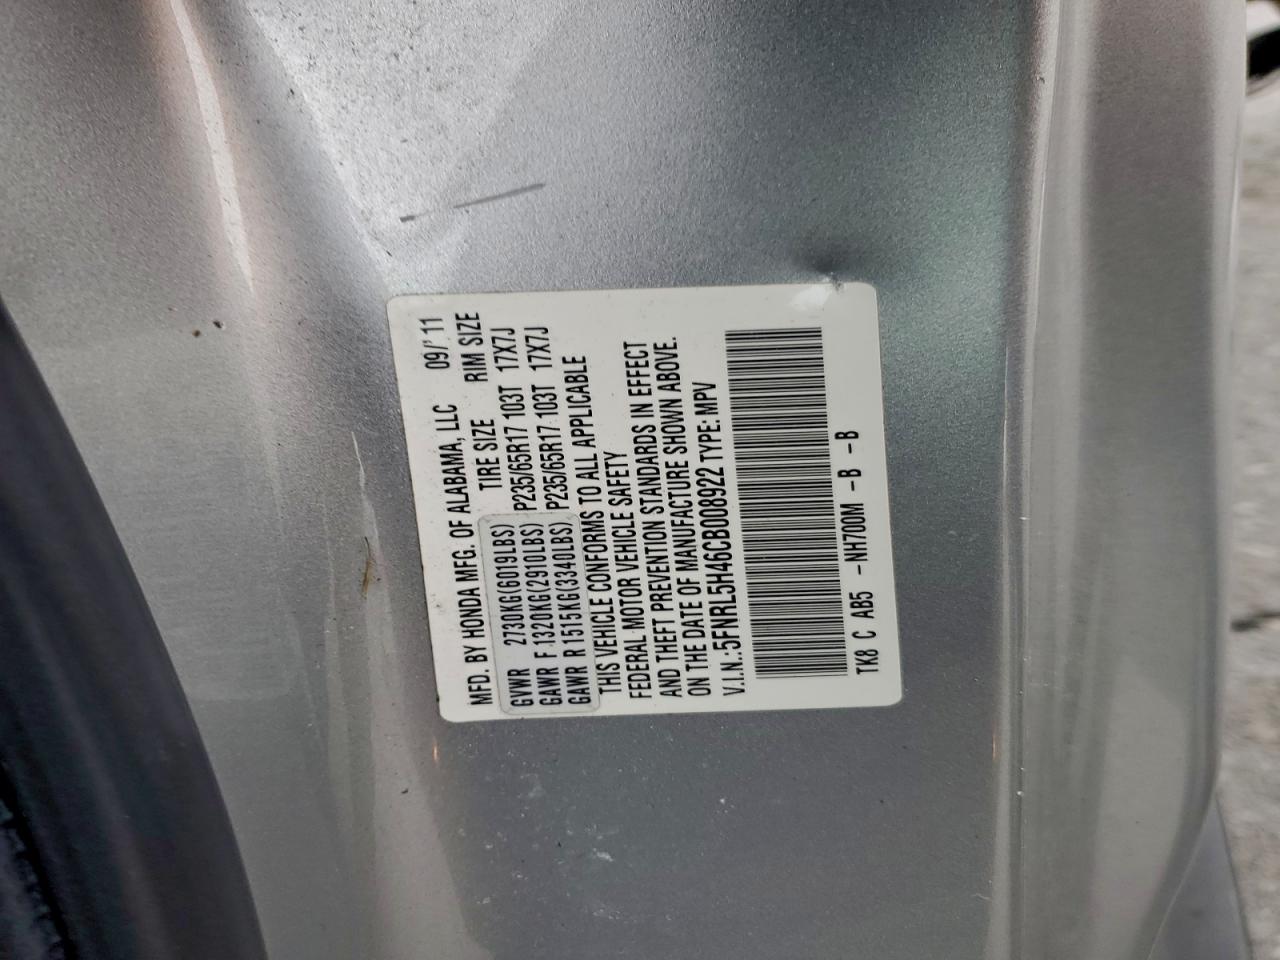 MFD. BY HONDA MFG. OF ALABAMA, LLC 09/'11
TIRE SIZE RIM SIZE
GVWR 2730KG(6019LBS)
GAWR F 1320KG(2910LBS) P235/65R17 103T 17X7J
GAWR R 1515KG(3340LBS) P235/65R17 103T 17X7J
THIS VEHICLE CONFORMS TO ALL APPLICABLE
FEDERAL MOTOR VEHICLE SAFETY
AND THEFT PREVENTION STANDARDS IN EFFECT
ON THE DATE OF MANUFACTURE SHOWN ABOVE.
V.I.N.:5FNRL5H46CB008922 TYPE: MPV
TK8 C AB5 -NH700M -B -B